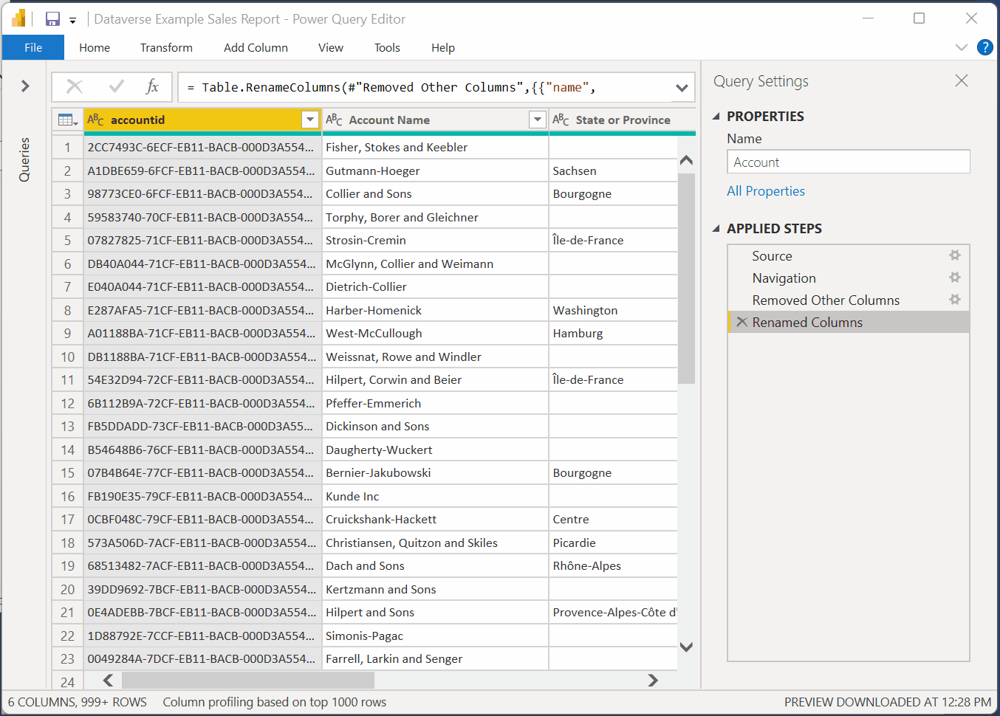 Dataverse Example Sales Report - Power Query Editor
File Home Transform Add Column View Tools Help ?
Queries
fx = Table.RenameColumns(#"Removed Other Columns",{{"name",
ABC accountid ABC Account Name ABC State or Province
1 2CC7493C-6ECF-EB11-BACB-000D3A554... Fisher, Stokes and Keebler
2 A1DBE659-6FCF-EB11-BACB-000D3A554... Gutmann-Hoeger Sachsen
3 98773CE0-6FCF-EB11-BACB-000D3A554... Collier and Sons Bourgogne
4 59583740-70CF-EB11-BACB-000D3A554... Torphy, Borer and Gleichner
5 07827825-71CF-EB11-BACB-000D3A554... Strosin-Cremin Île-de-France
6 DB40A044-71CF-EB11-BACB-000D3A554... McGlynn, Collier and Weimann
7 E040A044-71CF-EB11-BACB-000D3A554... Dietrich-Collier
8 E287AFA5-71CF-EB11-BACB-000D3A554... Harber-Homenick Washington
9 A01188BA-71CF-EB11-BACB-000D3A554... West-McCullough Hamburg
10 DB1188BA-71CF-EB11-BACB-000D3A554... Weissnat, Rowe and Windler
11 54E32D94-72CF-EB11-BACB-000D3A554... Hilpert, Corwin and Beier Île-de-France
12 6B112B9A-72CF-EB11-BACB-000D3A554... Pfeffer-Emmerich
13 FB5DDADD-73CF-EB11-BACB-000D3A55... Dickinson and Sons
14 B54648B6-76CF-EB11-BACB-000D3A554... Daugherty-Wuckert
15 07B4B64E-77CF-EB11-BACB-000D3A554... Bernier-Jakubowski Bourgogne
16 FB190E35-79CF-EB11-BACB-000D3A554... Kunde Inc
17 0CBF048C-79CF-EB11-BACB-000D3A554... Cruickshank-Hackett Centre
18 573A506D-7ACF-EB11-BACB-000D3A554... Christiansen, Quitzon and Skiles Picardie
19 68513482-7ACF-EB11-BACB-000D3A554... Dach and Sons Rhône-Alpes
20 39DD9692-7BCF-EB11-BACB-000D3A554... Kertzmann and Sons
21 0E4ADEBB-7BCF-EB11-BACB-000D3A554... Hilpert and Sons Provence-Alpes-Côte d'
22 1D88792E-7CCF-EB11-BACB-000D3A554... Simonis-Pagac
23 0049284A-7DCF-EB11-BACB-000D3A554... Farrell, Larkin and Senger
24
Query Settings
PROPERTIES
Name
Account
All Properties
APPLIED STEPS
Source
Navigation
Removed Other Columns
Renamed Columns
6 COLUMNS, 999+ ROWS Column profiling based on top 1000 rows PREVIEW DOWNLOADED AT 12:28 PM